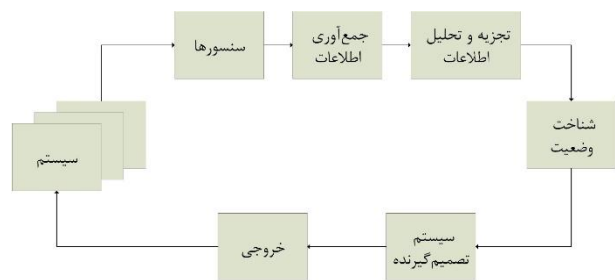 سنسورها
جمع‌آوری
اطلاعات
تجزیه و تحلیل
اطلاعات
شناخت
وضعیت
سیستم
تصمیم‌گیرنده
خروجی
سیستم